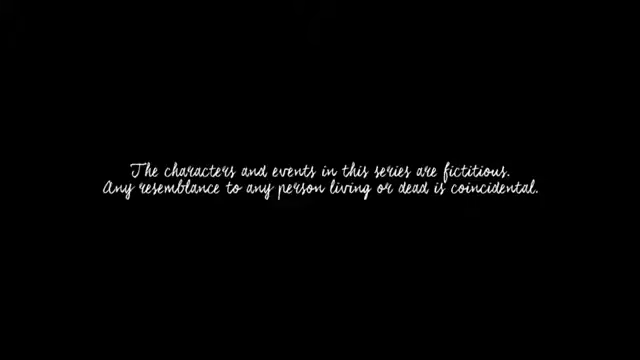 The characters and events in this series are fictitious.
Any resemblance to any person living or dead is coincidental.